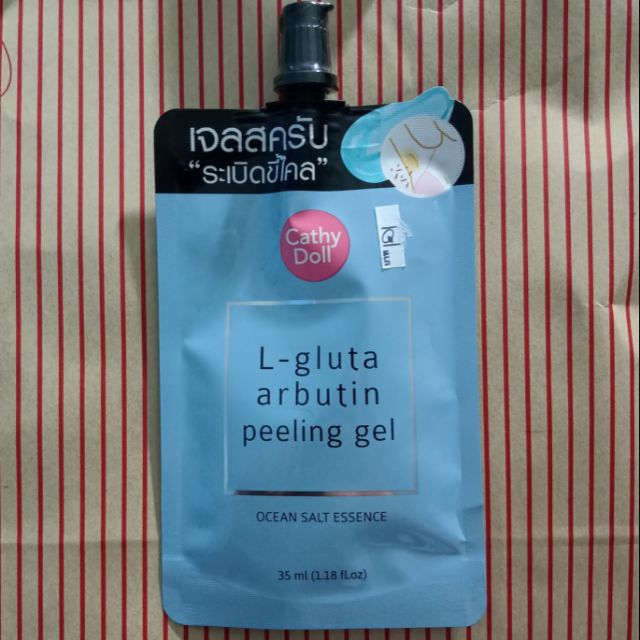 เจลสครับ
“ระเบิดขี้ไคล”
Cathy
Doll
L-gluta
arbutin
peeling gel
OCEAN SALT ESSENCE
35 ml (1.18 fl.oz)